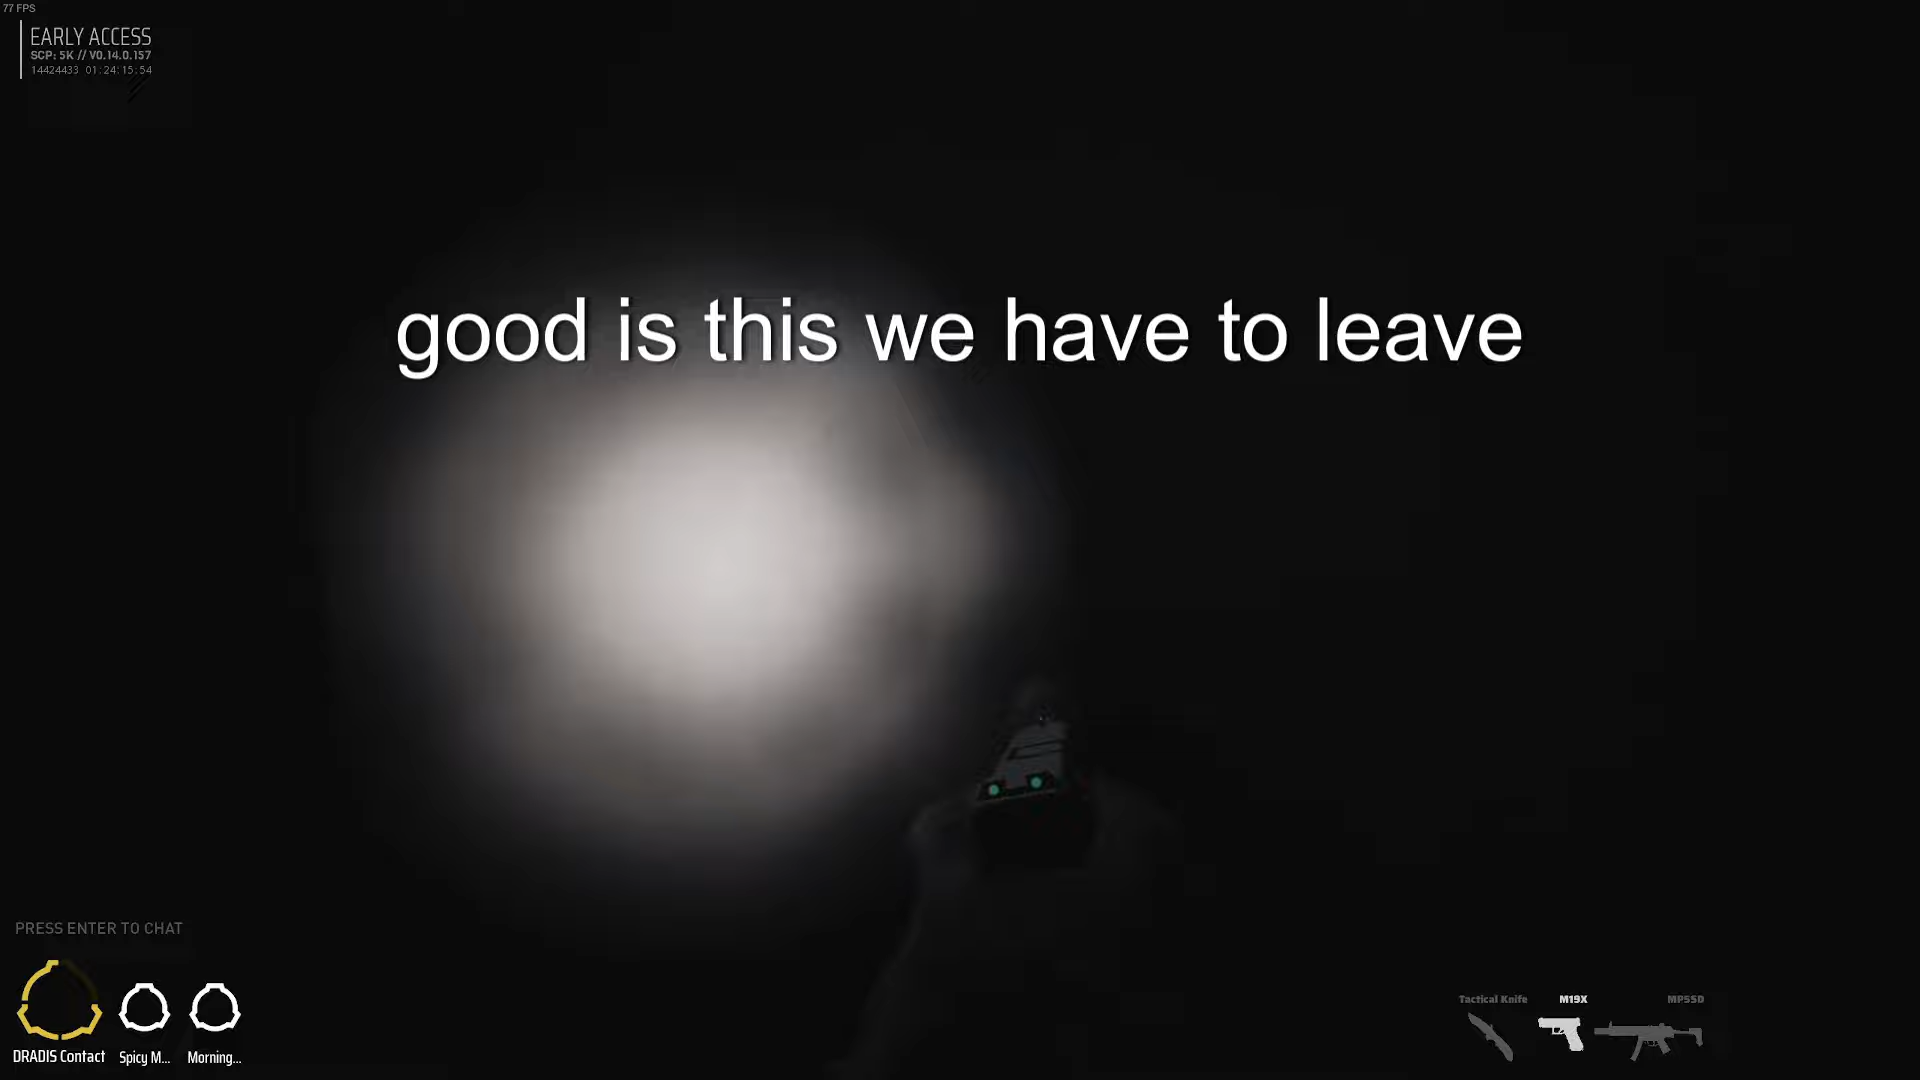 77 FPS
EARLY ACCESS
SCP: 5K // V0.14.0.157
14424433 01:24:15:54
good is this we have to leave
PRESS ENTER TO CHAT
DRADIS Contact Spicy M... Morning...
Tactical Knife M19X MP5SD